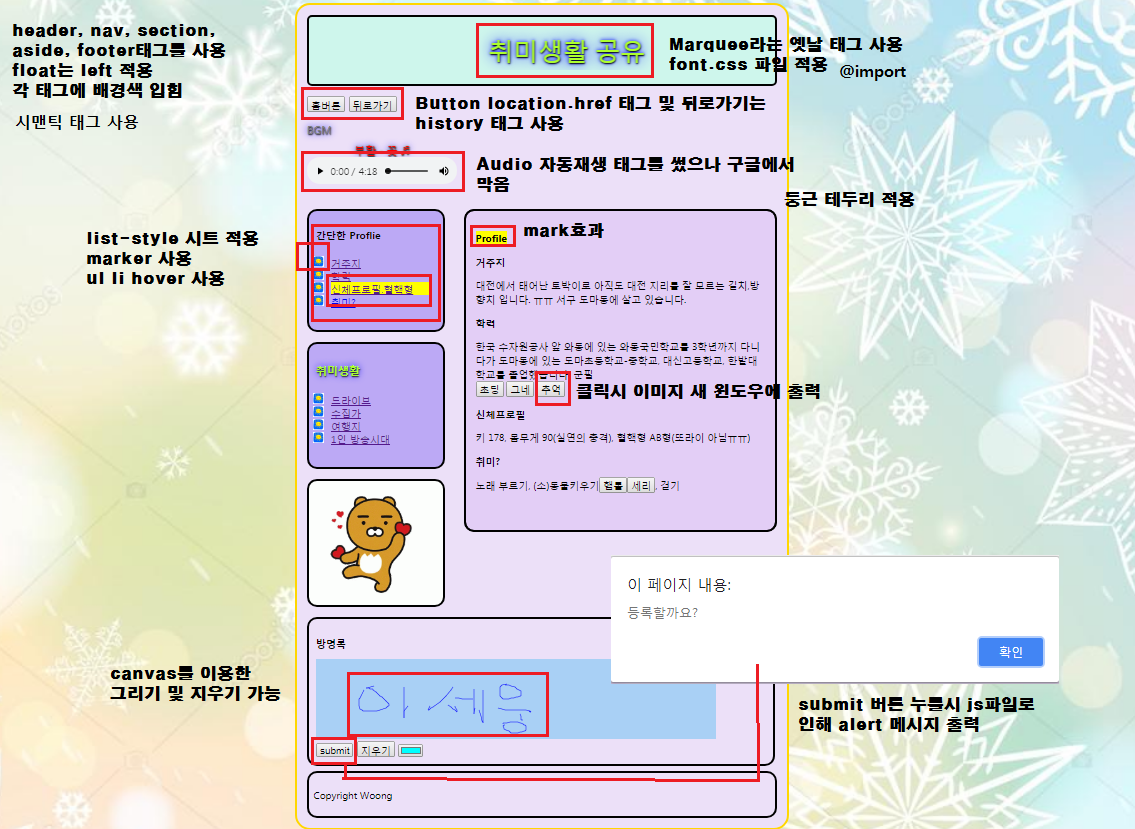 header, nav, section,
aside, footer태그를 사용
float는 left 적용
각 태그에 배경색 입힘
시맨틱 태그 사용
취미생활 공유
Marquee라는 옛날 태그 사용
font.css 파일 적용 @import
홈버튼 뒤로가기
Button location.href 태그 및 뒤로가기는
history 태그 사용
BGM
0:00 / 4:18
Audio 자동재생 태그를 썼으나 구글에서
막음
둥근 테두리 적용
list-style 시트 적용
marker 사용
ul li hover 사용
간단한 Proflie
거주지
학력
신체프로필 혈핵형
취미?
Profile
mark효과
거주지
대전에서 태어난 토박이로 아직도 대전 지리를 잘 모르는 길치,방
향치 입니다. ㅠㅠ 서구 도마동에 살고 있습니다.
학력
한국 수자원공사 앞 와동에 있는 와동국민학교를 3학년까지 다니
다가 도마동에 있는 도마초등학교-중학교, 대신고등학교, 한밭대
학교를 졸업했습니다. 군필
초딩 그네 추억
클릭시 이미지 새 윈도우에 출력
신체프로필
키 178, 몸무게 90(실연의 충격), 혈핵형 AB형(또라이 아님ㅠㅠ)
취미?
노래 부르기, (소)동물키우기 햄톨 세리, 걷기
취미생활
드라이브
수집가
여행지
1인 방송시대
이 페이지 내용:
등록할까요?
확인
방명록
아세움
submit 지우기
canvas를 이용한
그리기 및 지우기 가능
submit 버튼 누를시 js파일로
인해 alert 메시지 출력
Copyright Woong